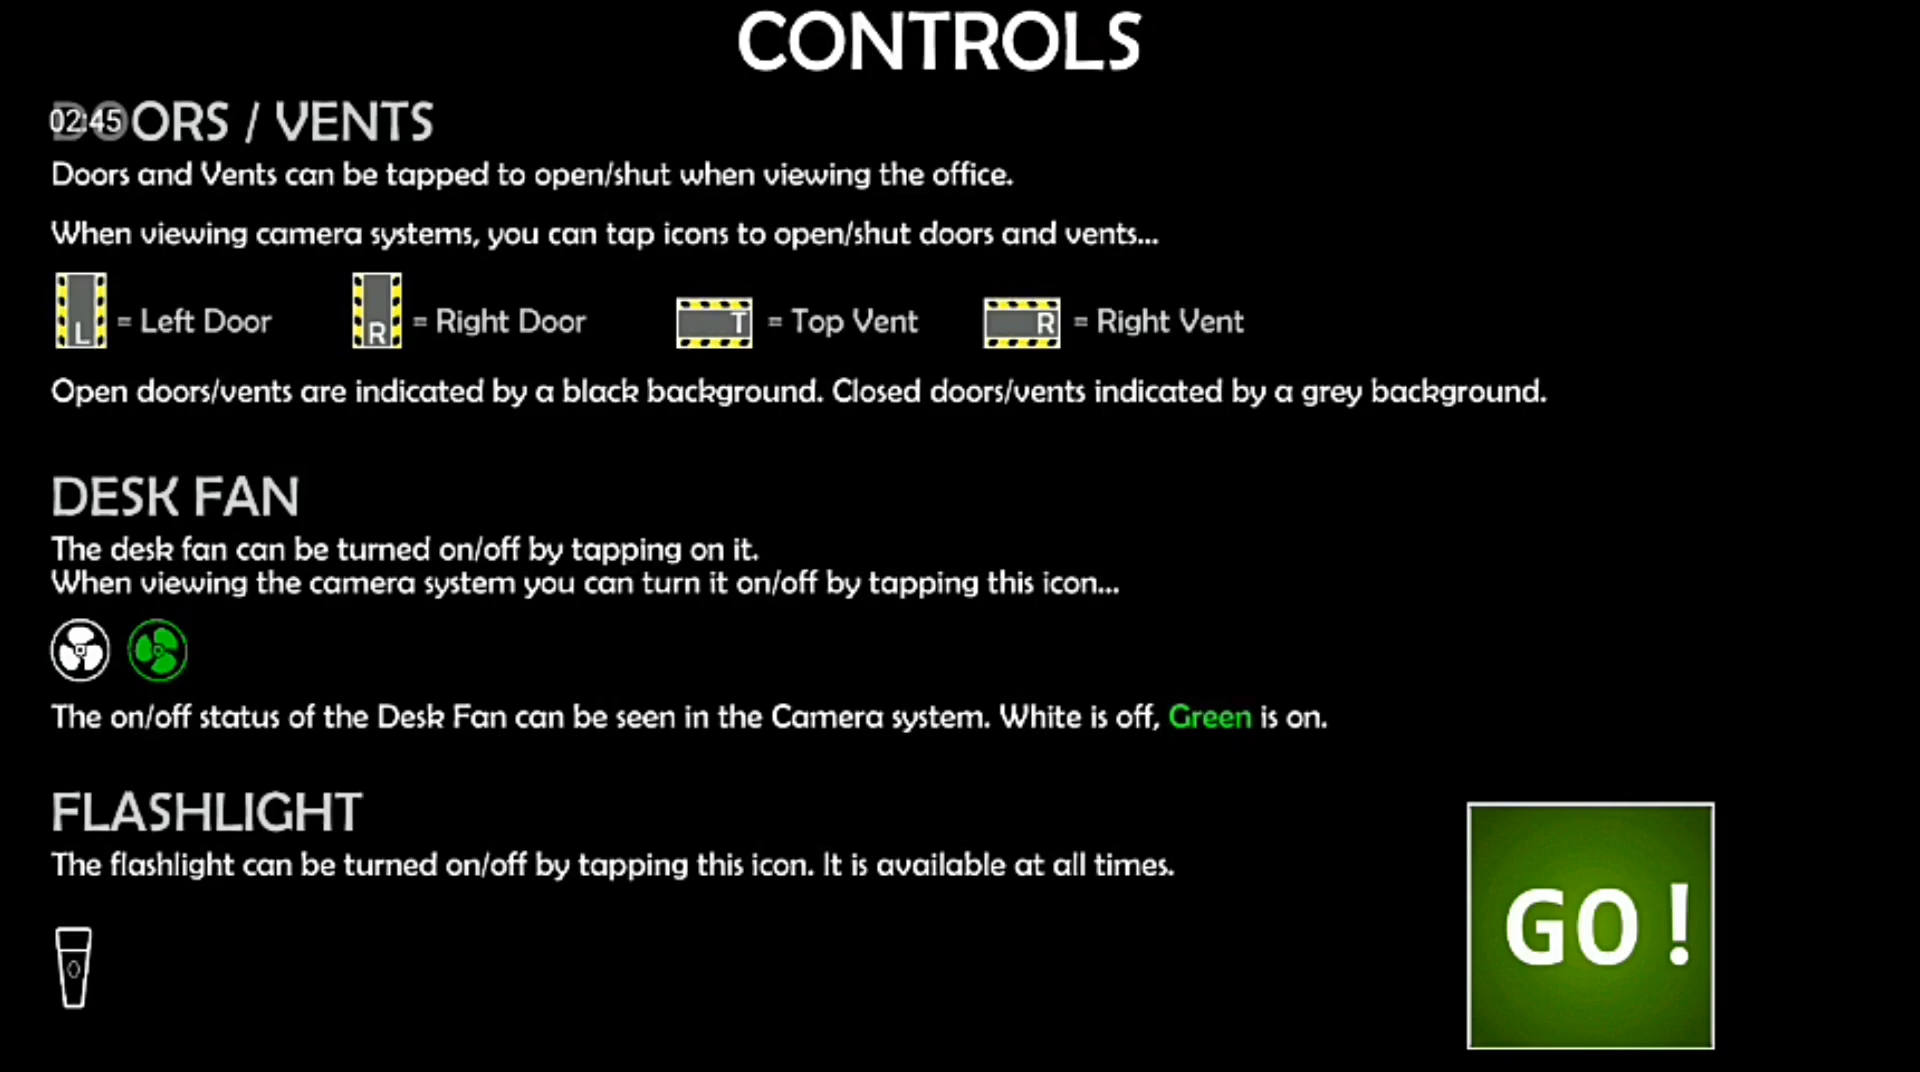 CONTROLS
02:45
DOORS / VENTS
Doors and Vents can be tapped to open/shut when viewing the office.
When viewing camera systems, you can tap icons to open/shut doors and vents...
L = Left Door R = Right Door T = Top Vent R = Right Vent
Open doors/vents are indicated by a black background. Closed doors/vents indicated by a grey background.
DESK FAN
The desk fan can be turned on/off by tapping on it.
When viewing the camera system you can turn it on/off by tapping this icon...
The on/off status of the Desk Fan can be seen in the Camera system. White is off, Green is on.
FLASHLIGHT
The flashlight can be turned on/off by tapping this icon. It is available at all times.
GO!